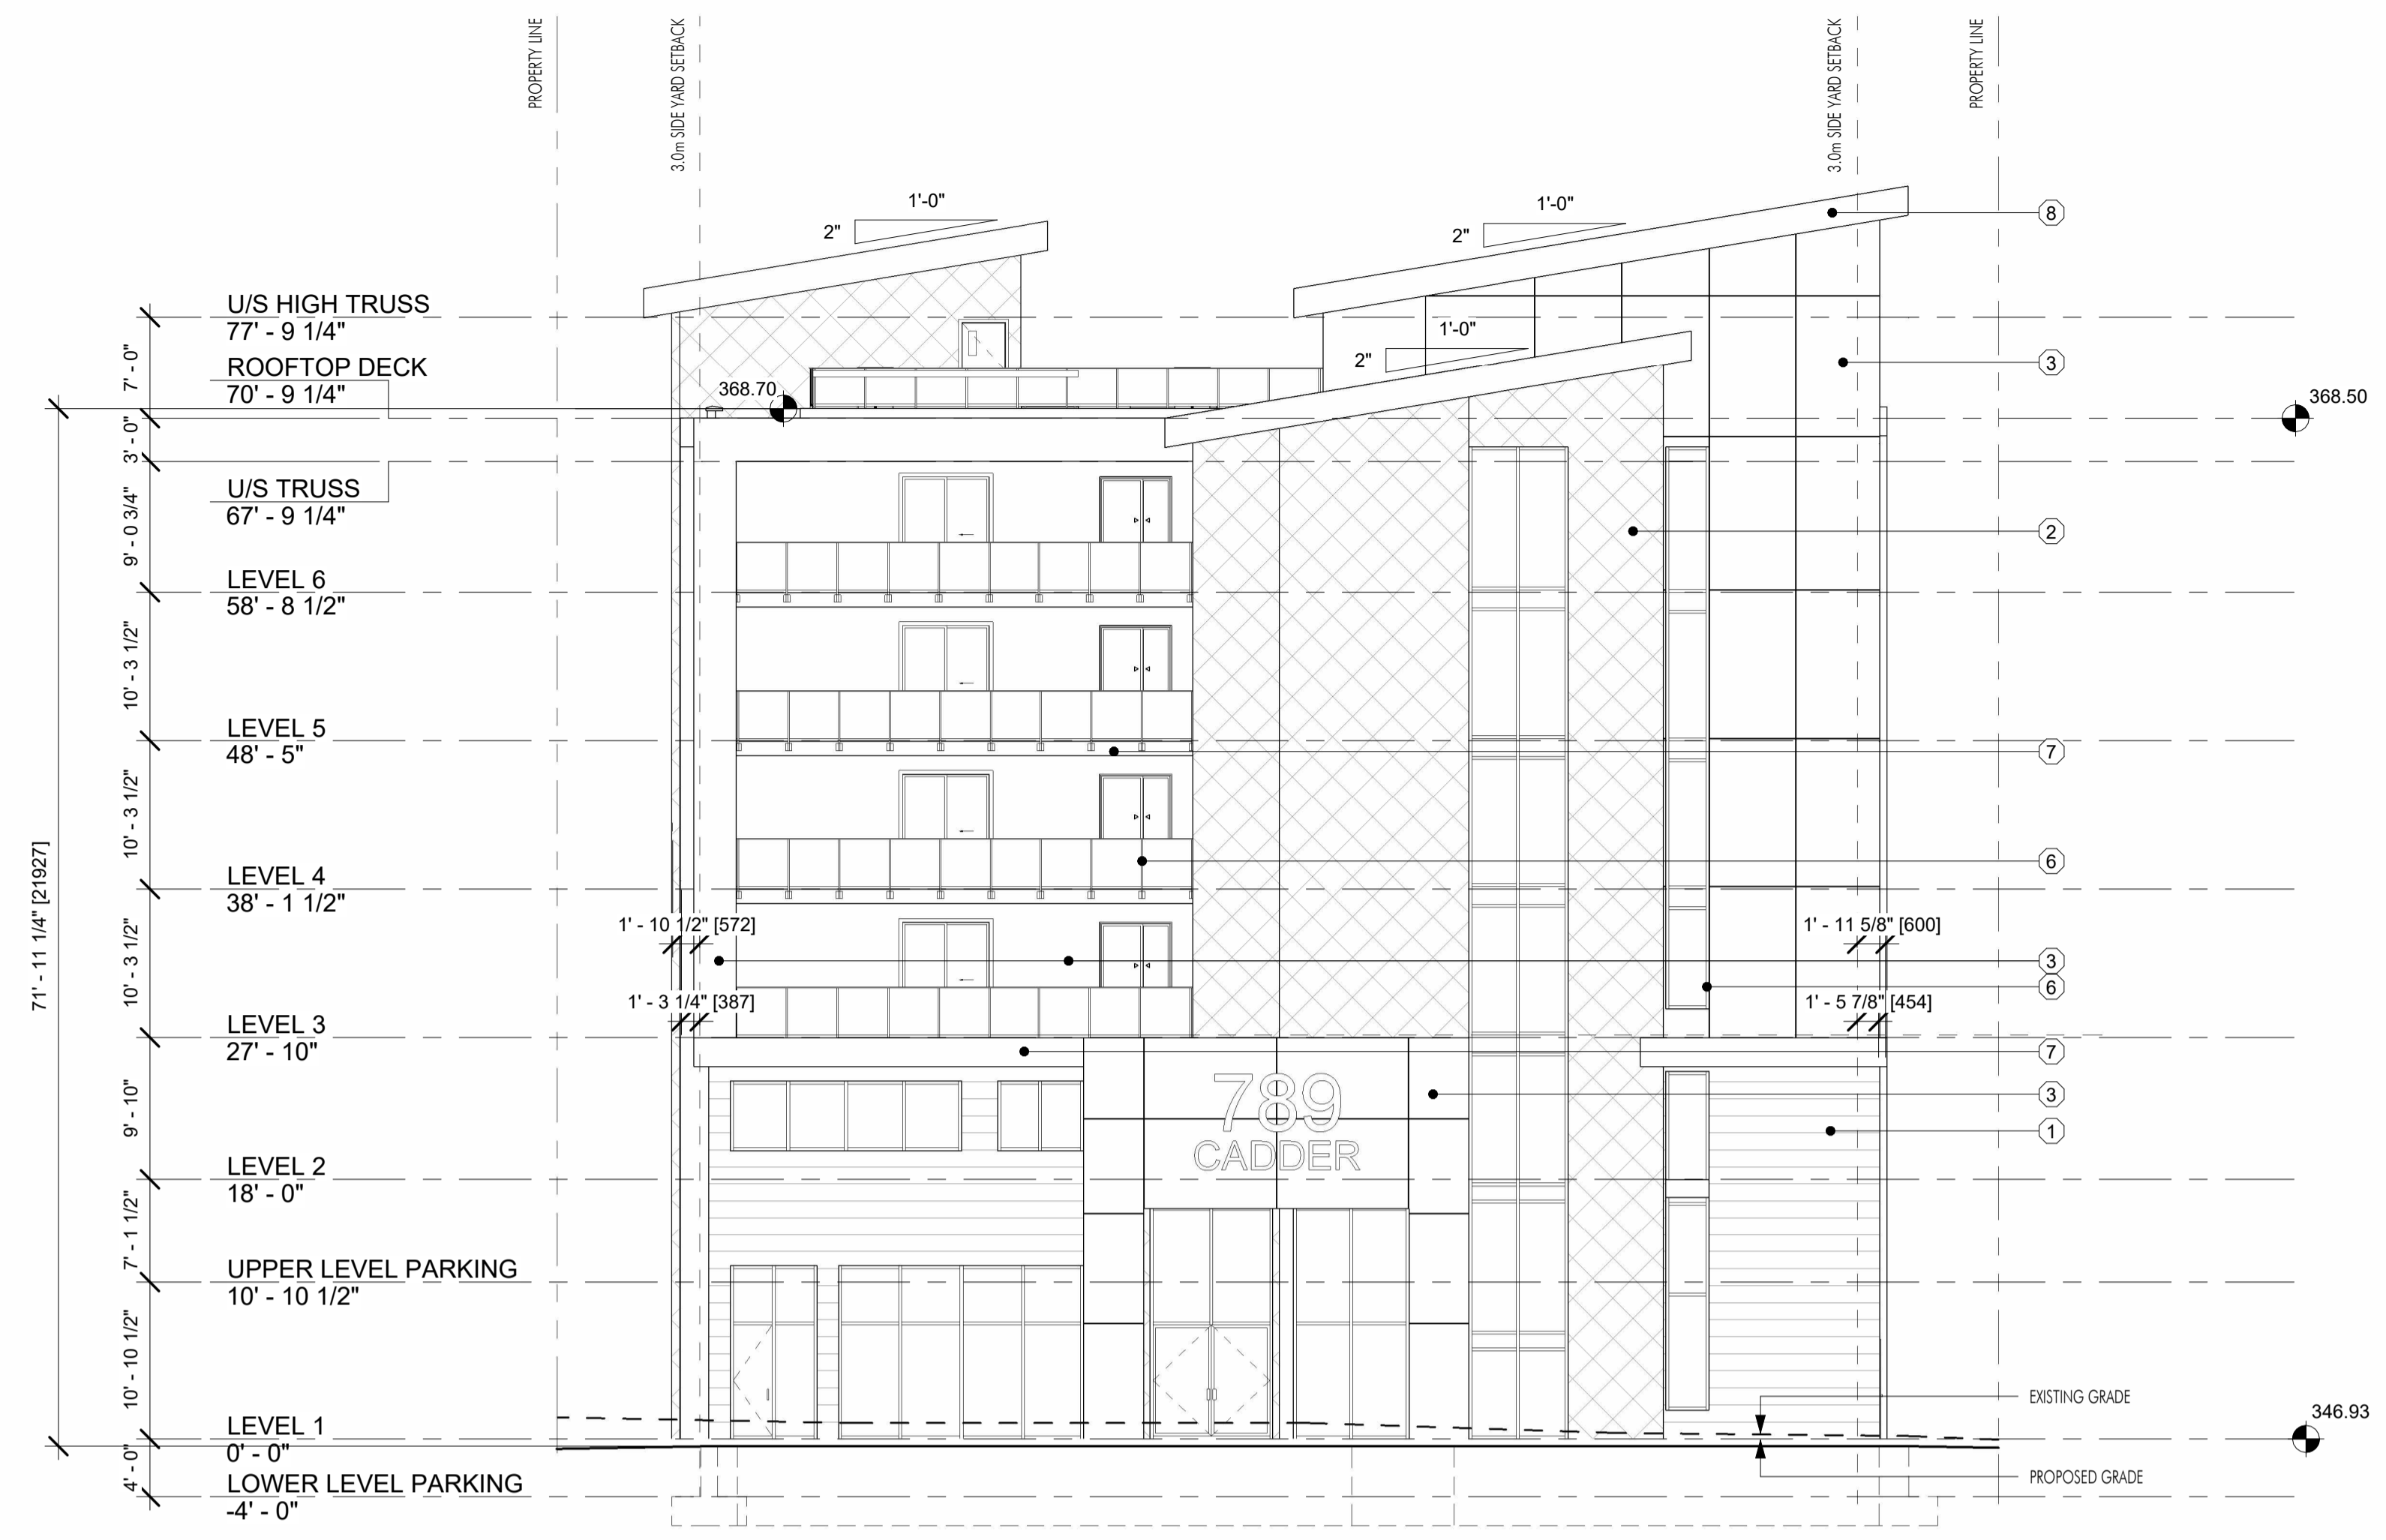 PROPERTY LINE
3.0m SIDE YARD SETBACK
3.0m SIDE YARD SETBACK
PROPERTY LINE
1'-0"
2"
1'-0"
2"
8
U/S HIGH TRUSS
77' - 9 1/4"
7' - 0"
1'-0"
2"
3
ROOFTOP DECK
70' - 9 1/4"
368.70
368.50
3' - 0"
U/S TRUSS
67' - 9 1/4"
9' - 0 3/4"
2
LEVEL 6
58' - 8 1/2"
10' - 3 1/2"
LEVEL 5
48' - 5"
7
10' - 3 1/2"
6
LEVEL 4
38' - 1 1/2"
71' - 11 1/4" [21927]
1' - 10 1/2" [572]
1' - 11 5/8" [600]
10' - 3 1/2"
3
6
1' - 3 1/4" [387]
1' - 5 7/8" [454]
LEVEL 3
27' - 10"
7
9' - 10"
789
CADDER
3
1
LEVEL 2
18' - 0"
7' - 1 1/2"
UPPER LEVEL PARKING
10' - 10 1/2"
10' - 10 1/2"
EXISTING GRADE
346.93
LEVEL 1
0' - 0"
4' - 0"
PROPOSED GRADE
LOWER LEVEL PARKING
-4' - 0"